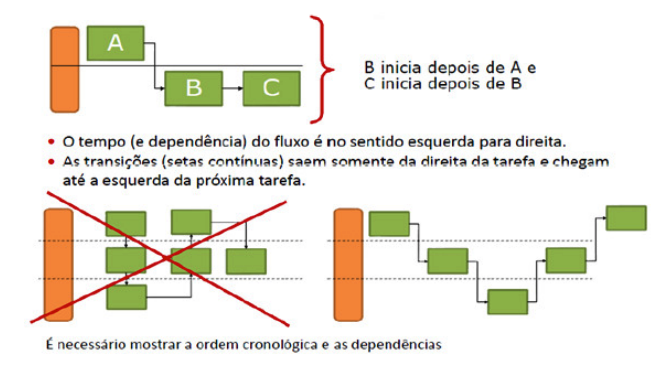 A
B
C
B inicia depois de A e
C inicia depois de B
• O tempo (e dependência) do fluxo é no sentido esquerda para direita.
• As transições (setas contínuas) saem somente da direita da tarefa e chegam
até a esquerda da próxima tarefa.
É necessário mostrar a ordem cronológica e as dependências